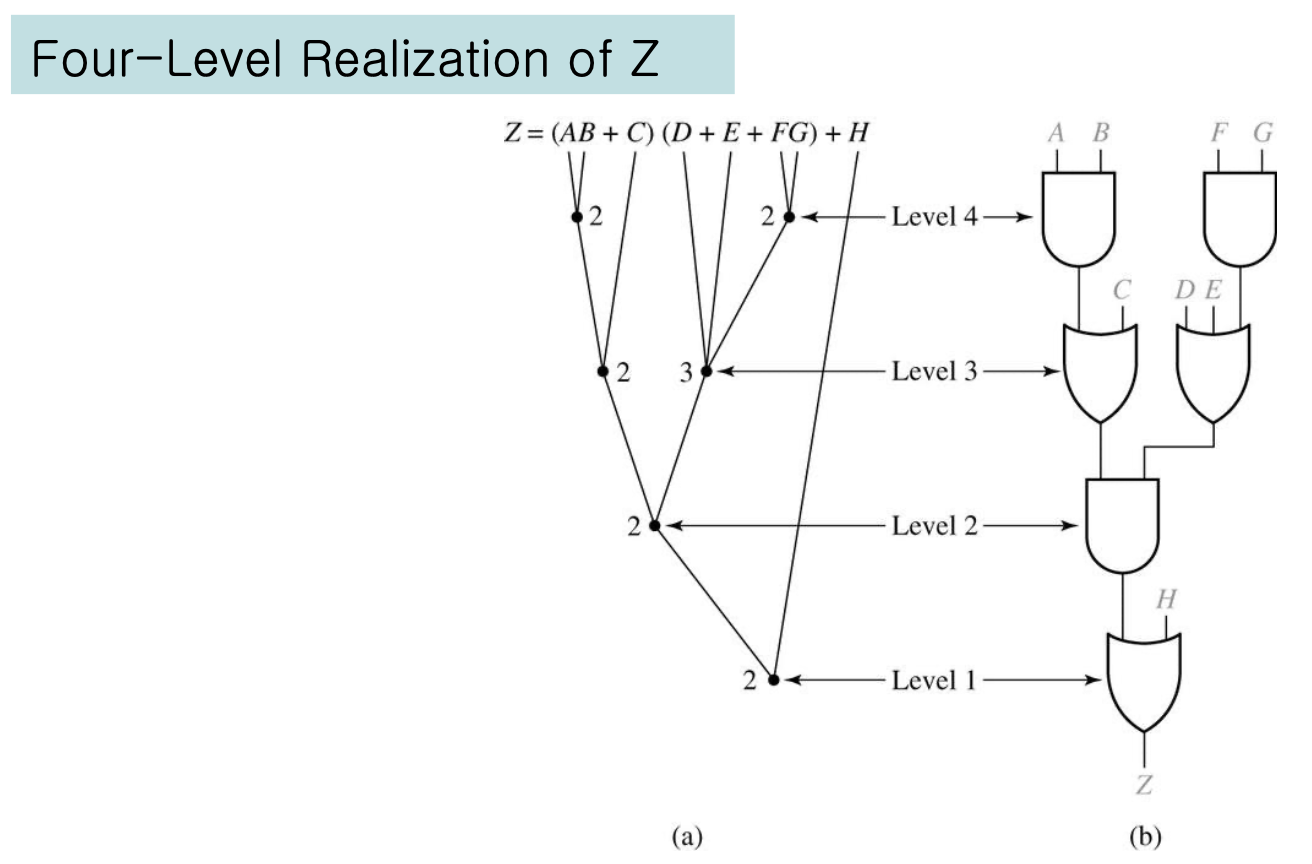 Four-Level Realization of Z
Z = (AB + C) (D + E + FG) + H
A B F G
2 2 Level 4
C D E
2 3 Level 3
2 Level 2
H
2 Level 1
Z
(a) (b)